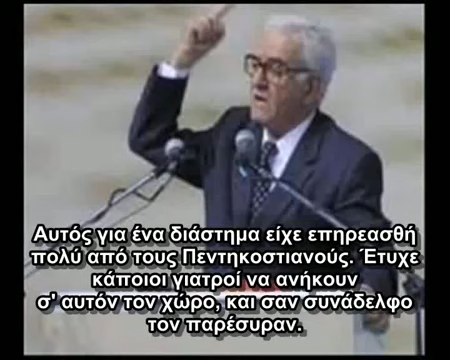 Αυτός για ένα διάστημα είχε επηρεασθή
πολύ από τους Πεντηκοστιανούς. Έτυχε
κάποιοι γιατροί να ανήκουν
σ' αυτόν τον χώρο, και σαν συνάδελφο
τον παρέσυραν.